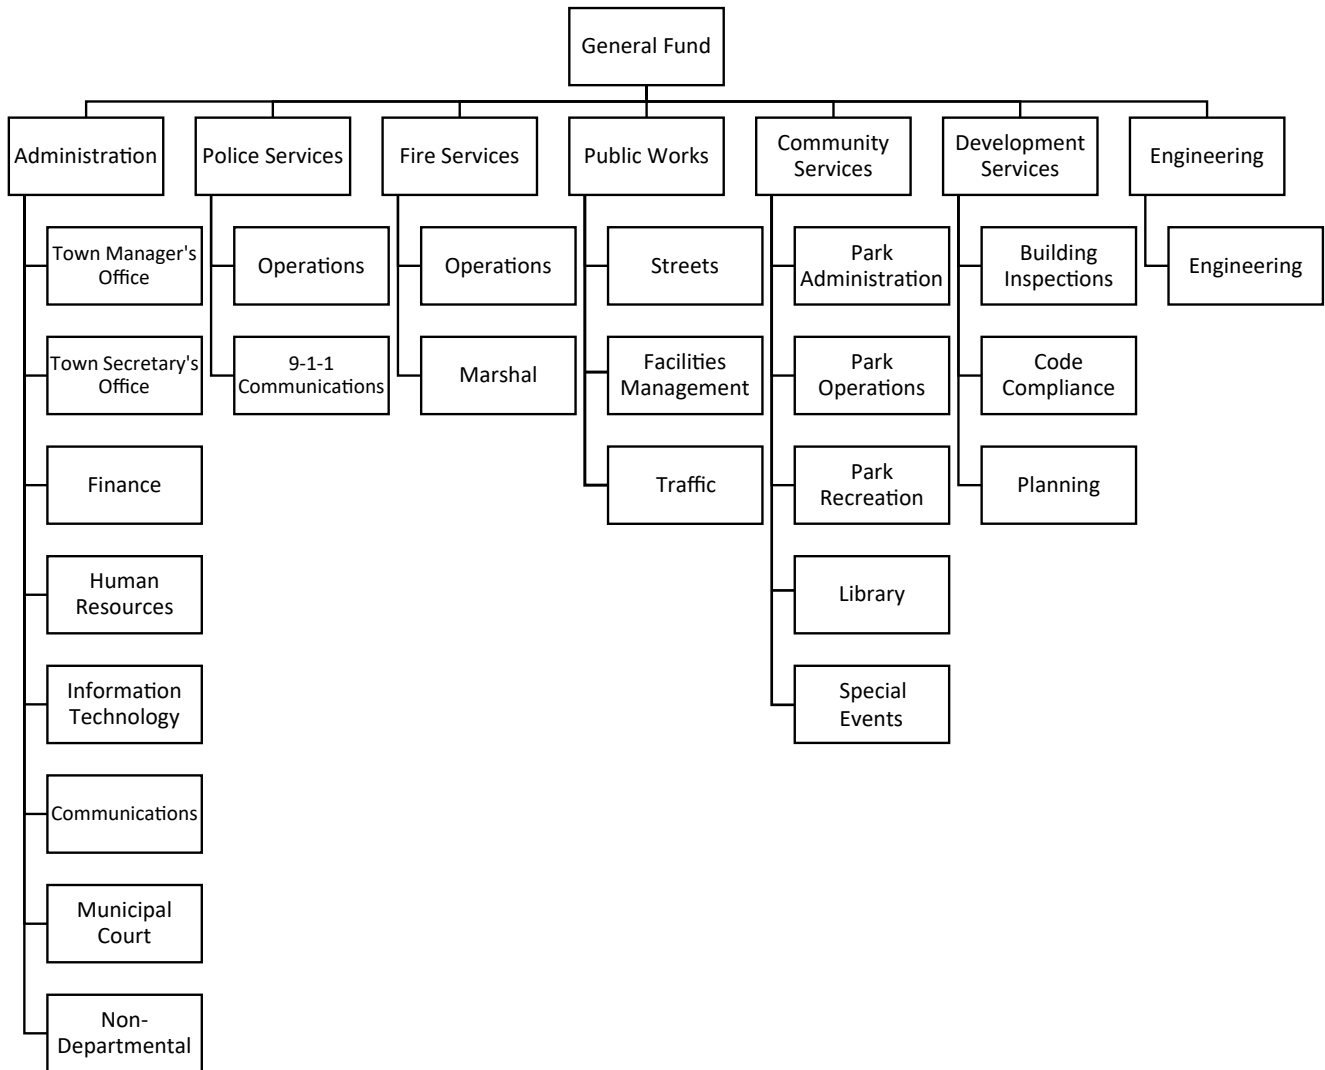 General Fund
Administration
Police Services
Fire Services
Public Works
Community
Services
Development
Services
Engineering
Town Manager's
Office
Operations
Operations
Streets
Park
Administration
Building
Inspections
Engineering
Town Secretary's
Office
9-1-1
Communications
Marshal
Facilities
Management
Park
Operations
Code
Compliance
Finance
Traffic
Park
Recreation
Planning
Human
Resources
Library
Information
Technology
Special
Events
Communications
Municipal
Court
Non-
Departmental